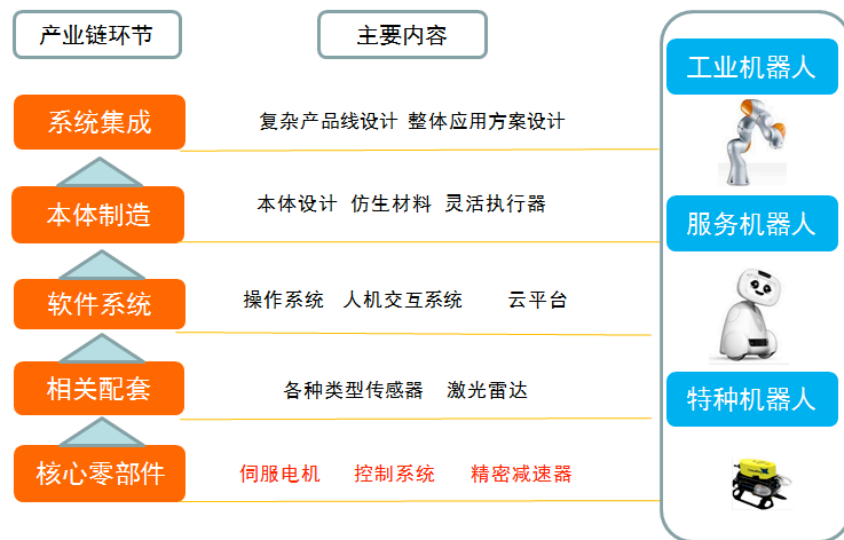 产业链环节 主要内容
工业机器人
系统集成 复杂产品线设计 整体应用方案设计
本体制造 本体设计 仿生材料 灵活执行器
服务机器人
软件系统 操作系统 人机交互系统 云平台
相关配套 各种类型传感器 激光雷达
特种机器人
核心零部件 伺服电机 控制系统 精密减速器